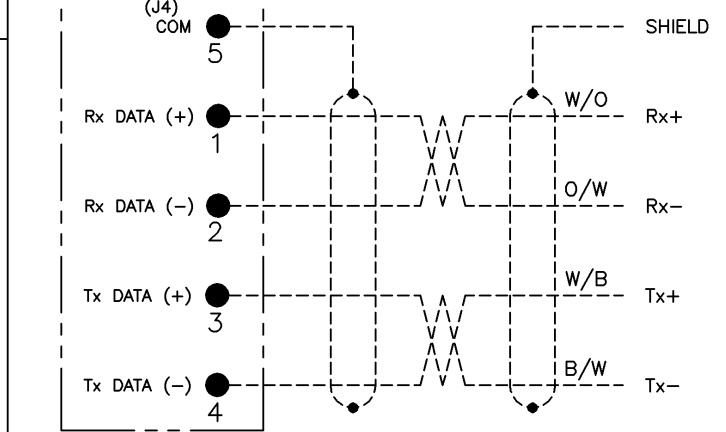 (J4)
COM
5
SHIELD
W/O
Rx DATA (+)
1
Rx+
O/W
Rx DATA (-)
2
Rx-
W/B
Tx DATA (+)
3
Tx+
B/W
Tx DATA (-)
4
Tx-